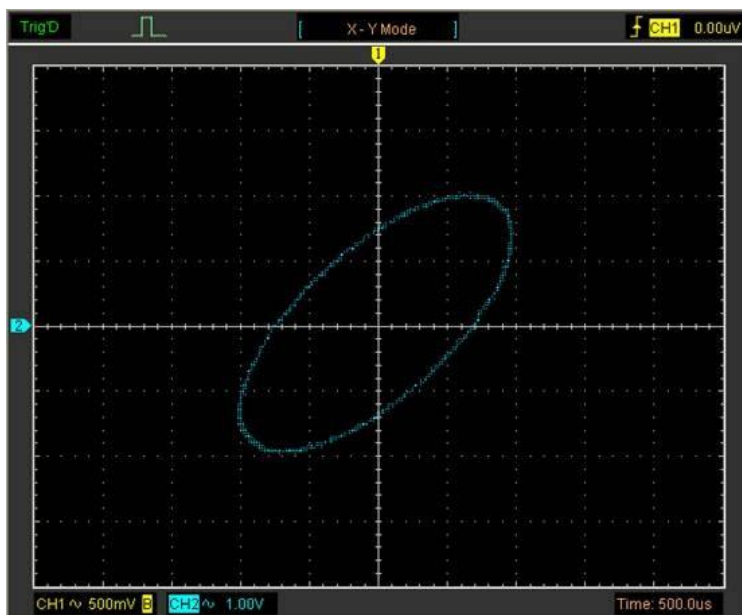 Trig'D [ X - Y Mode ] CH1 0.00uV
1
2
CH1 ∿ 500mV B CH2 ∿ 1.00V Time: 500.0us